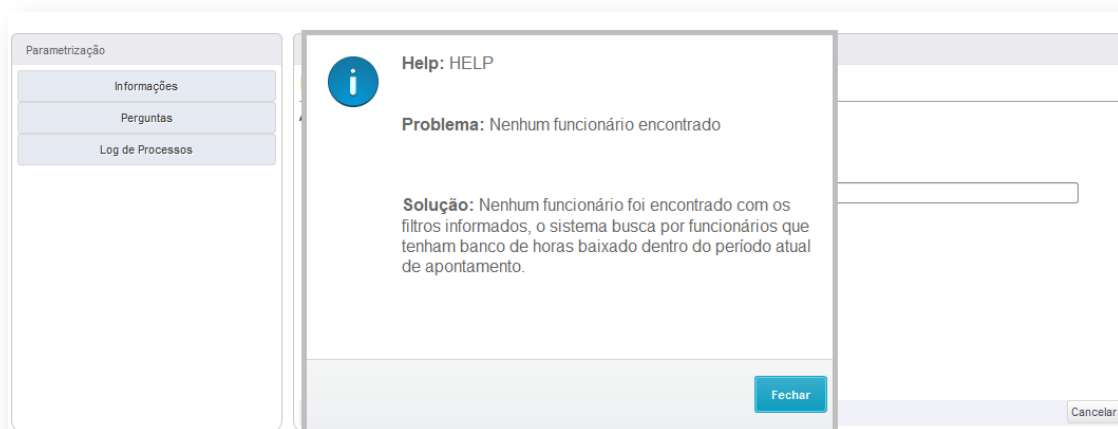 Parametrização
Informações
Perguntas
Log de Processos
Help: HELP
Problema: Nenhum funcionário encontrado
Solução: Nenhum funcionário foi encontrado com os
filtros informados, o sistema busca por funcionários que
tenham banco de horas baixado dentro do período atual
de apontamento.
Fechar
Cancelar